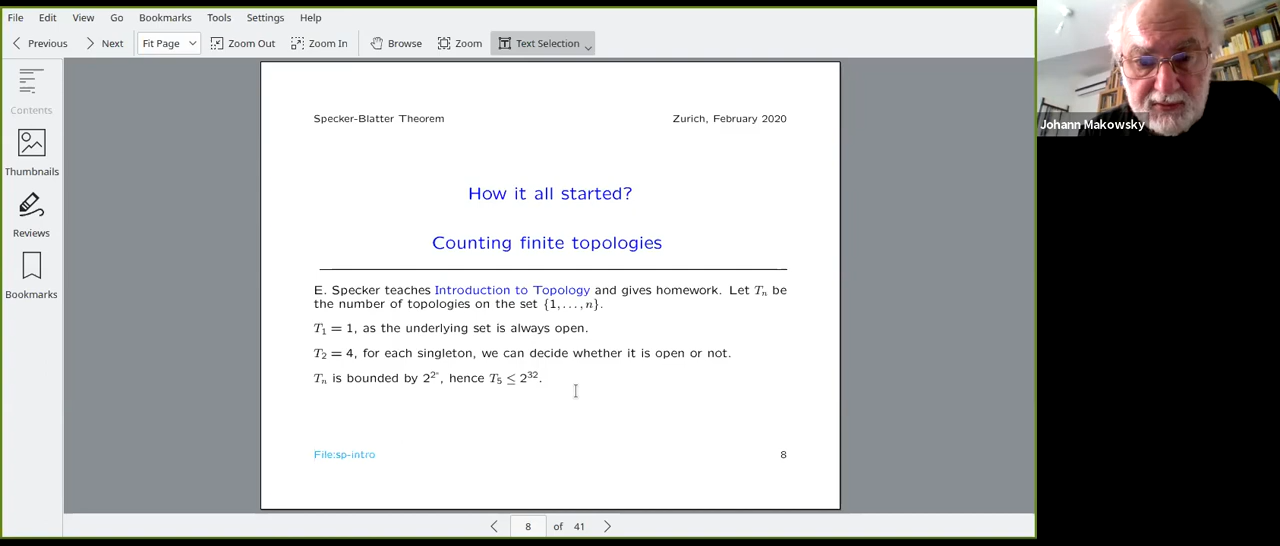 File Edit View Go Bookmarks Tools Settings Help
Previous Next Fit Page Zoom Out Zoom In Browse Zoom Text Selection
Contents
Thumbnails
Reviews
Bookmarks
Specker-Blatter Theorem Zurich, February 2020
How it all started?
Counting finite topologies
E. Specker teaches Introduction to Topology and gives homework. Let Tₙ be
the number of topologies on the set {1,...,n}.
T₁ = 1, as the underlying set is always open.
T₂ = 4, for each singleton, we can decide whether it is open or not.
Tₙ is bounded by 2^{2^n}, hence T₅ ≤ 2³².
File:sp-intro 8
8 of 41
Johann Makowsky